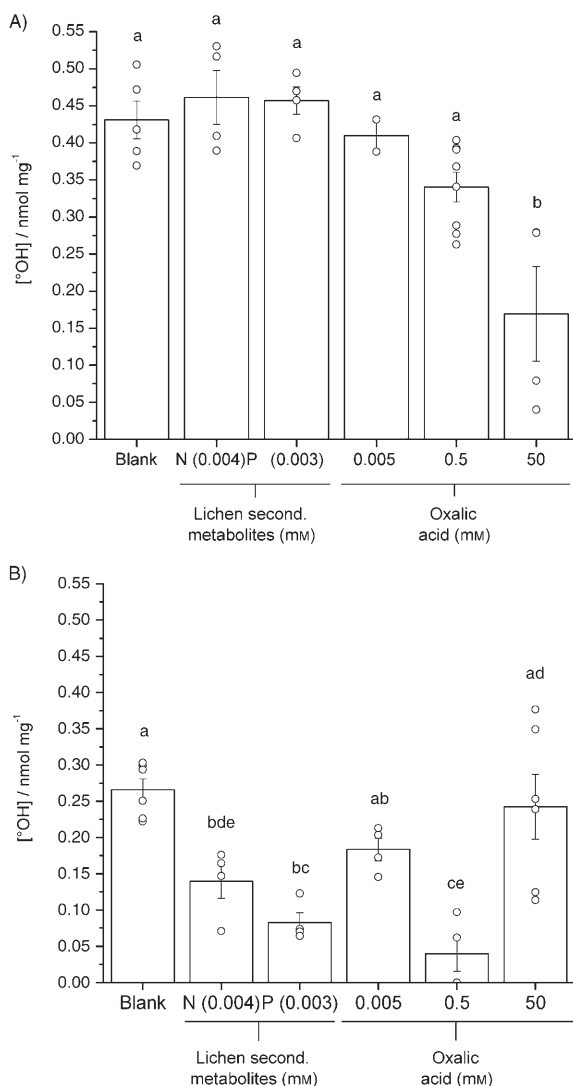 A)
[°OH] / nmol mg⁻¹
0.55
0.50
0.45
0.40
0.35
0.30
0.25
0.20
0.15
0.10
0.05
0.00
a
a
a
a
a
b
Blank
N (0.004)P
(0.003)
0.005
0.5
50
Lichen second.
metabolites (mM)
Oxalic
acid (mM)
B)
[°OH] / nmol mg⁻¹
0.55
0.50
0.45
0.40
0.35
0.30
0.25
0.20
0.15
0.10
0.05
0.00
a
bde
bc
ab
ce
ad
Blank
N (0.004)P (0.003)
0.005
0.5
50
Lichen second.
metabolites (mM)
Oxalic
acid (mM)